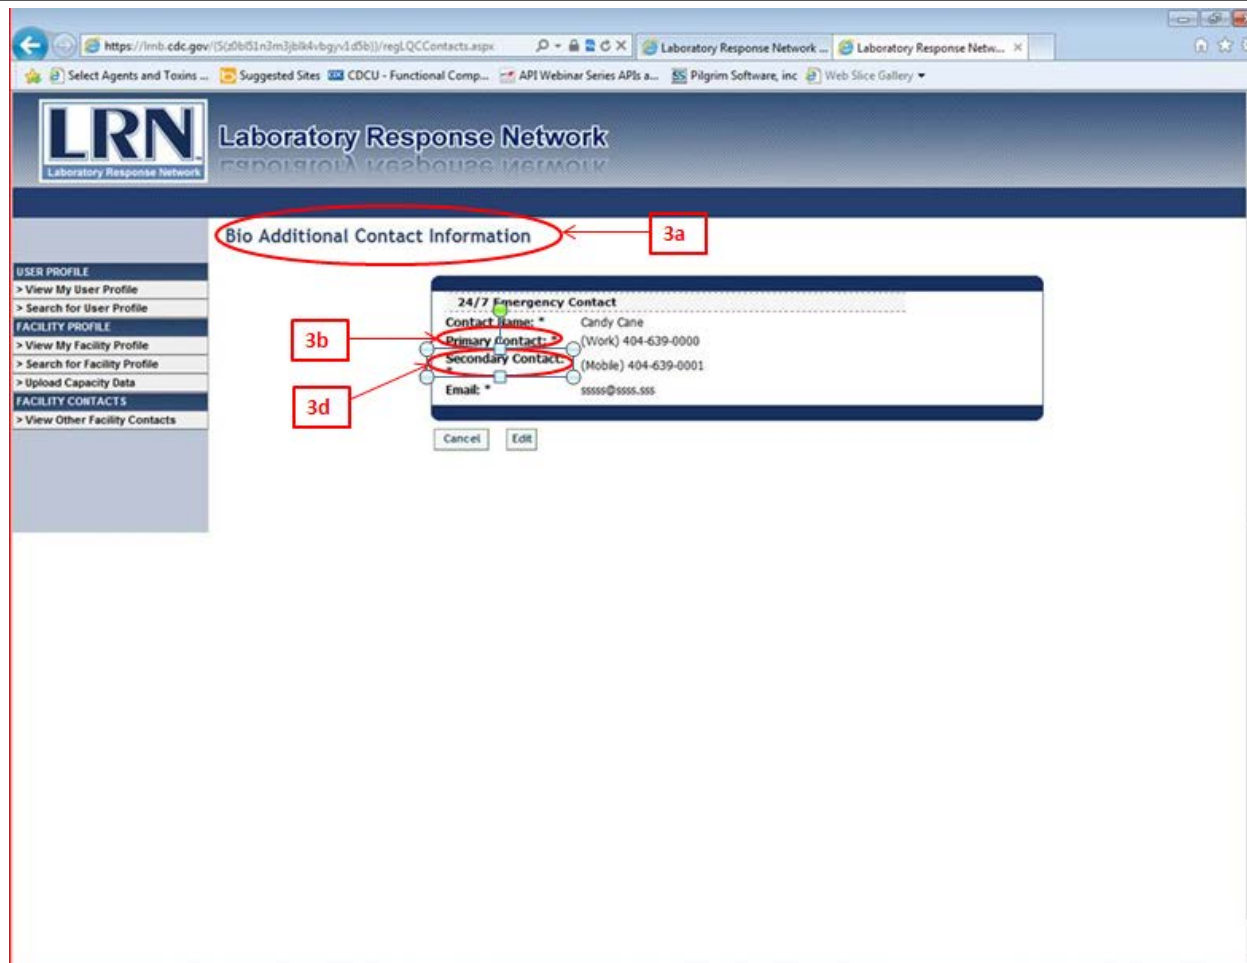 https://lrnb.cdc.gov/(S(z0bl51n3m3jblk4vbgyv1d5b))/regLQCContacts.aspx
Laboratory Response Network ...
Laboratory Response Netw...
Select Agents and Toxins ...
Suggested Sites
CDCU - Functional Comp...
API Webinar Series APIs a...
Pilgrim Software, inc
Web Slice Gallery
LRN
Laboratory Response Network
Laboratory Response Network
Bio Additional Contact Information
3a
USER PROFILE
> View My User Profile
> Search for User Profile
FACILITY PROFILE
> View My Facility Profile
> Search for Facility Profile
> Upload Capacity Data
FACILITY CONTACTS
> View Other Facility Contacts
24/7 Emergency Contact
Contact Name: * Candy Cane
3b
Primary Contact: * (Work) 404-639-0000
Secondary Contact: * (Mobile) 404-639-0001
3d
Email: * sssss@ssss.sss
Cancel Edit